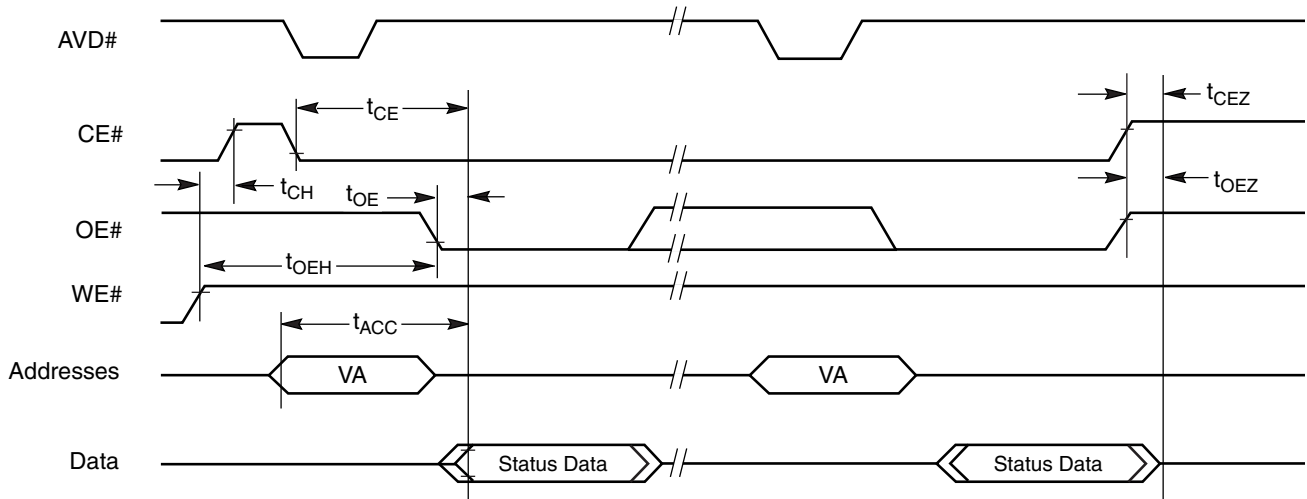 AVD#
tCE
tCEZ
CE#
tCH
tOE
tOEZ
OE#
tOEH
WE#
tACC
Addresses
VA
VA
Data
Status Data
Status Data